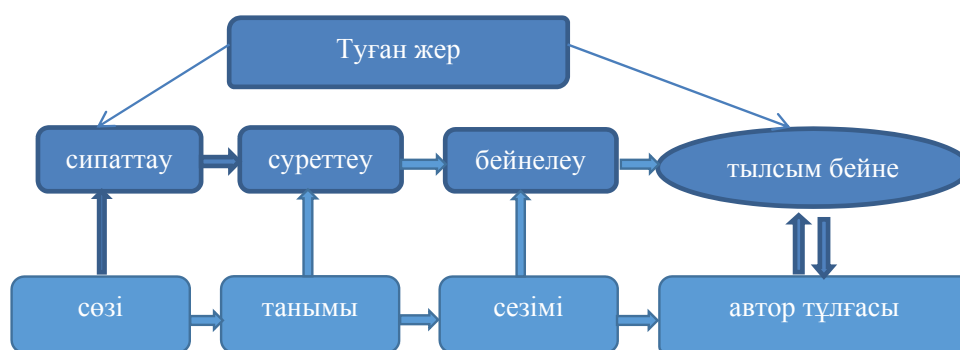 Туған жер
сипаттау
суреттеу
бейнелеу
тылсым бейне
сөзі
танымы
сезімі
автор тұлғасы